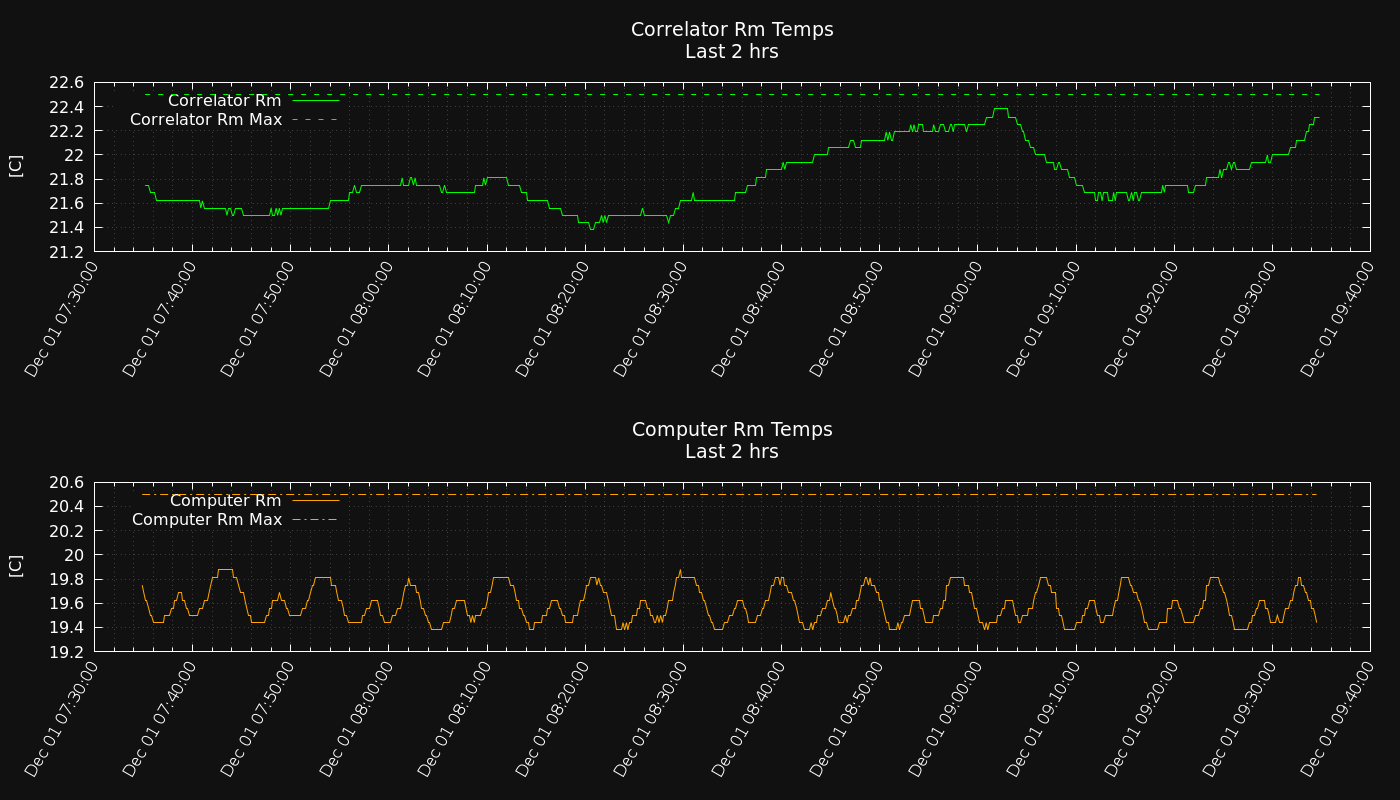 Correlator Rm Temps
Last 2 hrs
22.6
22.4
22.2
22
21.8
21.6
21.4
21.2
[C]
Correlator Rm
Correlator Rm Max
Dec 01 07:30:00
Dec 01 07:40:00
Dec 01 07:50:00
Dec 01 08:00:00
Dec 01 08:10:00
Dec 01 08:20:00
Dec 01 08:30:00
Dec 01 08:40:00
Dec 01 08:50:00
Dec 01 09:00:00
Dec 01 09:10:00
Dec 01 09:20:00
Dec 01 09:30:00
Dec 01 09:40:00
Computer Rm Temps
Last 2 hrs
20.6
20.4
20.2
20
19.8
19.6
19.4
19.2
[C]
Computer Rm
Computer Rm Max
Dec 01 07:30:00
Dec 01 07:40:00
Dec 01 07:50:00
Dec 01 08:00:00
Dec 01 08:10:00
Dec 01 08:20:00
Dec 01 08:30:00
Dec 01 08:40:00
Dec 01 08:50:00
Dec 01 09:00:00
Dec 01 09:10:00
Dec 01 09:20:00
Dec 01 09:30:00
Dec 01 09:40:00